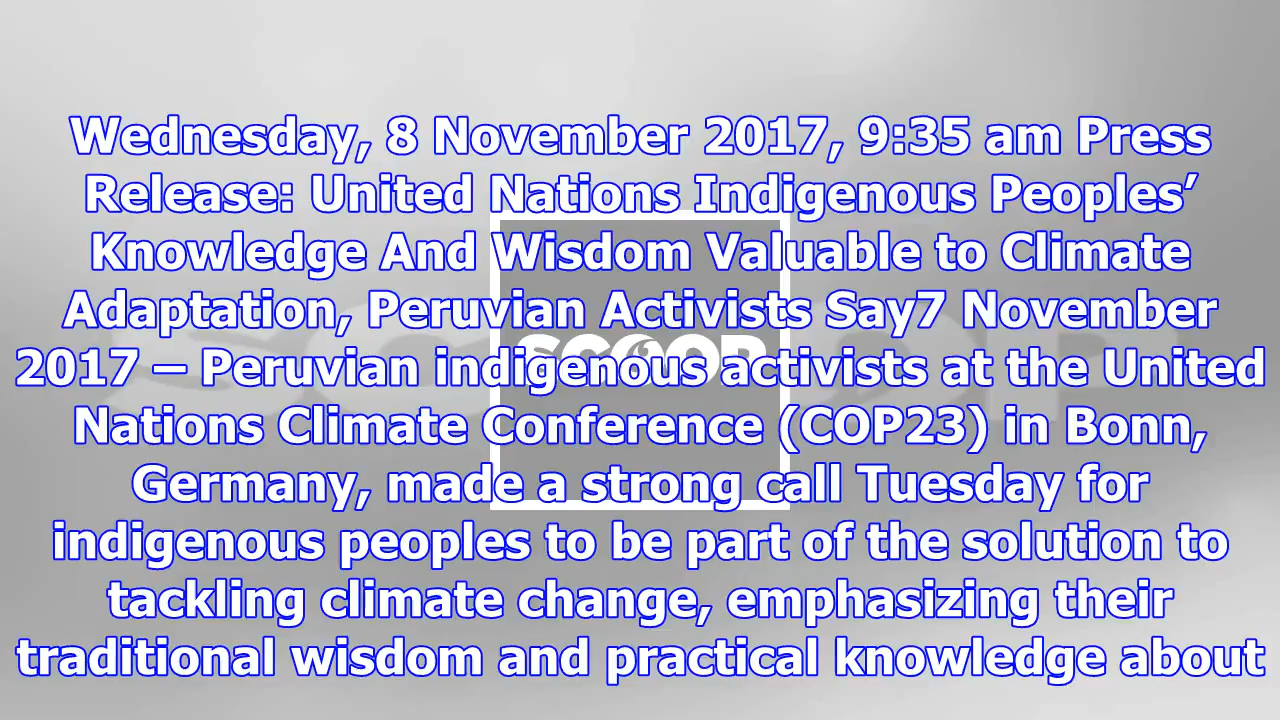 Wednesday, 8 November 2017, 9:35 am Press
Release: United Nations Indigenous Peoples’
Knowledge And Wisdom Valuable to Climate
Adaptation, Peruvian Activists Say7 November
2017 – Peruvian indigenous activists at the United
Nations Climate Conference (COP23) in Bonn,
Germany, made a strong call Tuesday for
indigenous peoples to be part of the solution to
tackling climate change, emphasizing their
traditional wisdom and practical knowledge about
SCOOP